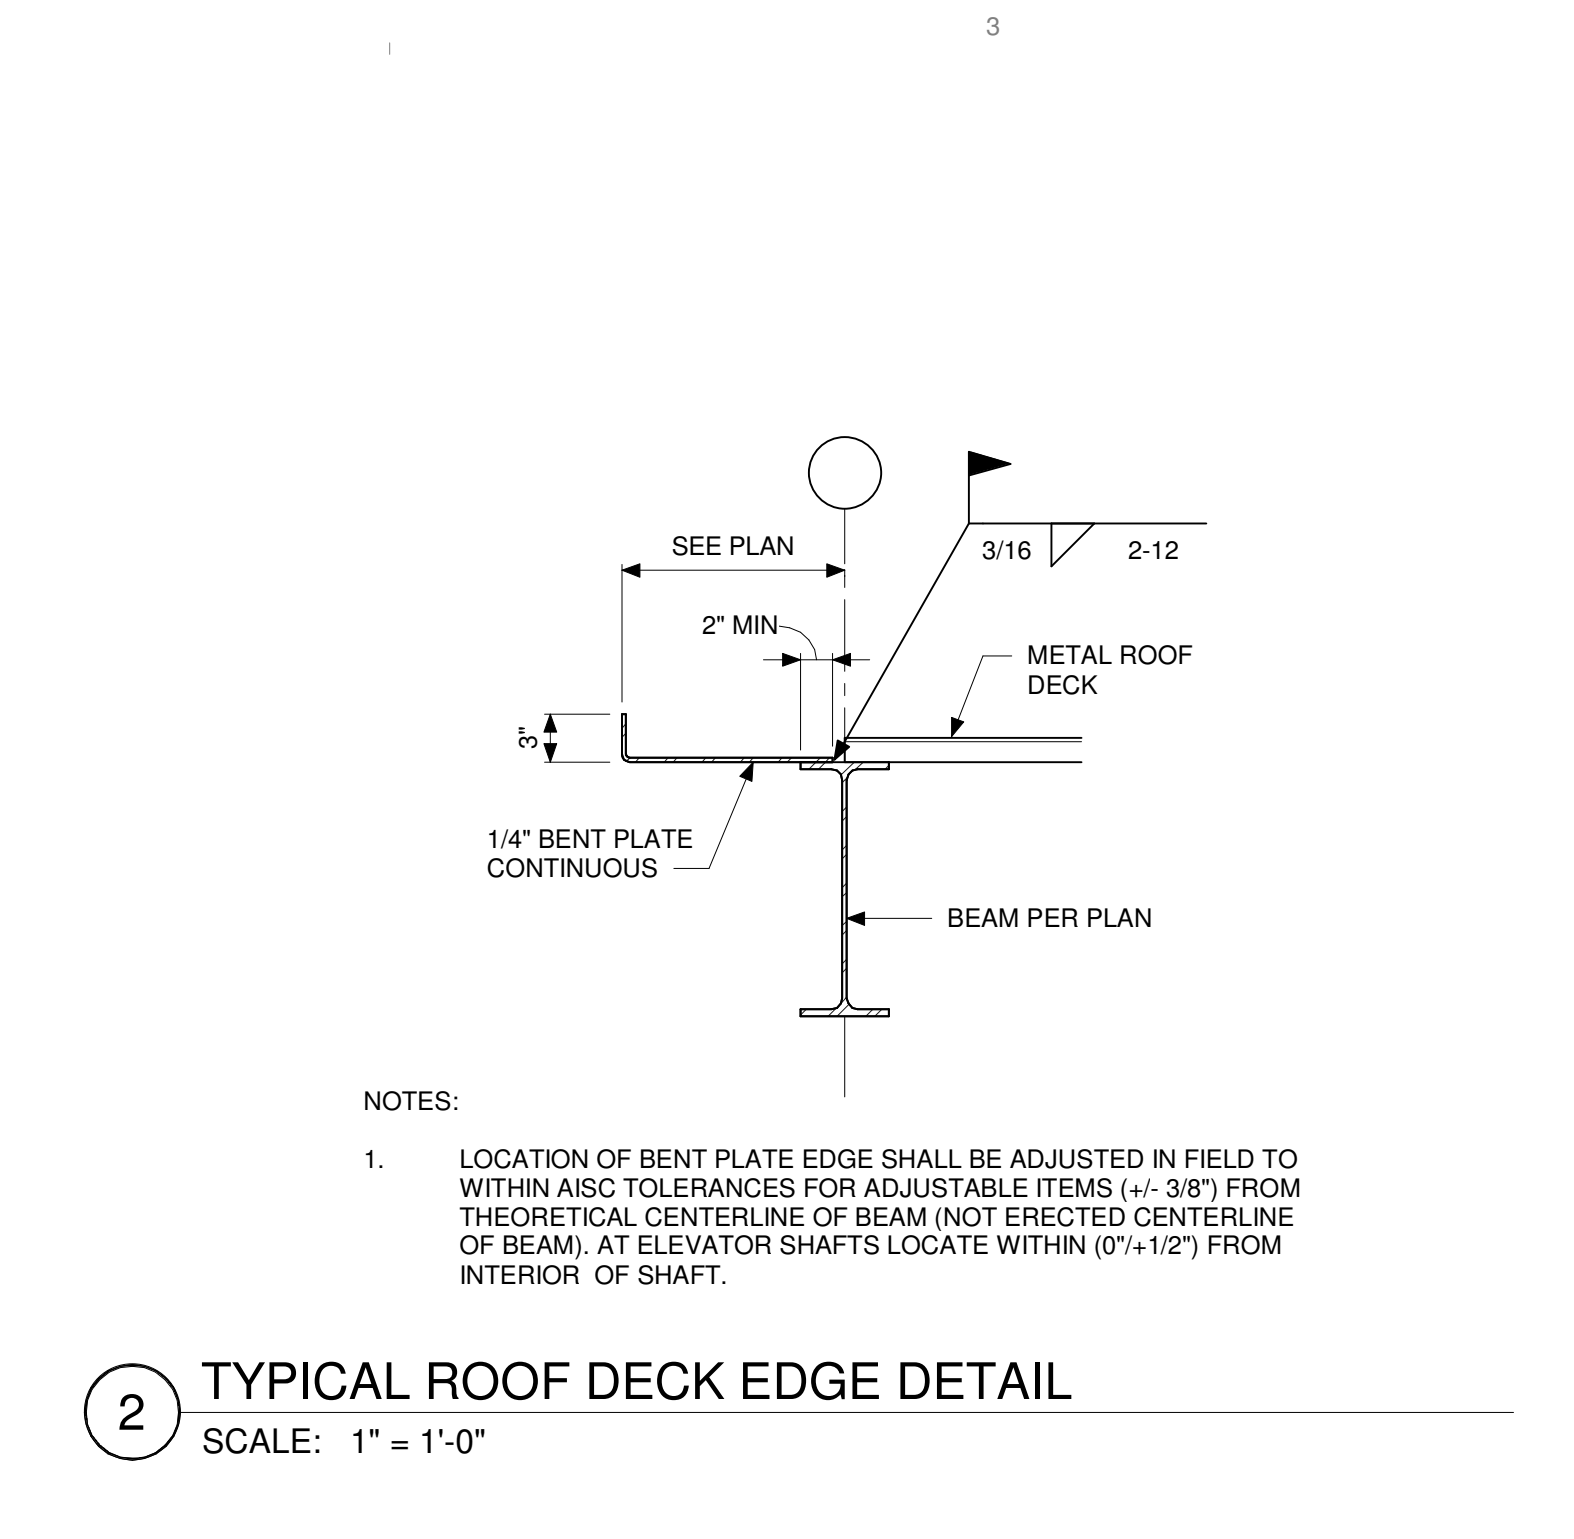 3
SEE PLAN
3/16
2-12
2" MIN
METAL ROOF
DECK
3"
1/4" BENT PLATE
CONTINUOUS
BEAM PER PLAN
NOTES:
1. LOCATION OF BENT PLATE EDGE SHALL BE ADJUSTED IN FIELD TO
WITHIN AISC TOLERANCES FOR ADJUSTABLE ITEMS (+/- 3/8") FROM
THEORETICAL CENTERLINE OF BEAM (NOT ERECTED CENTERLINE
OF BEAM). AT ELEVATOR SHAFTS LOCATE WITHIN (0"/+1/2") FROM
INTERIOR OF SHAFT.
2
TYPICAL ROOF DECK EDGE DETAIL
SCALE: 1" = 1'-0"